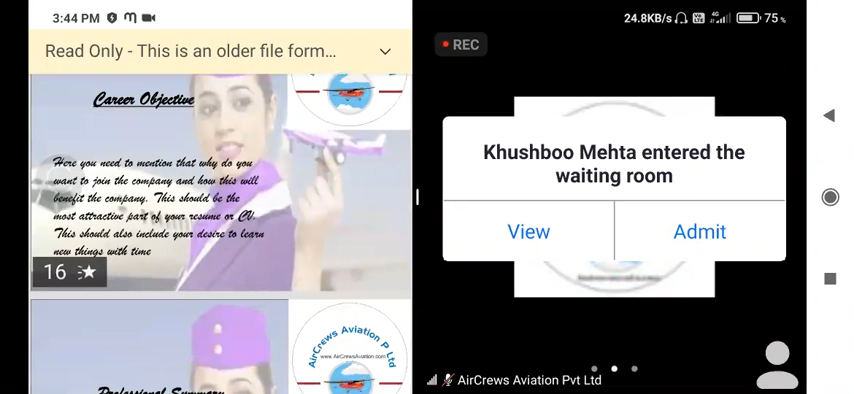 3:44 PM
24.8KB/s
4G
75%
Read Only - This is an older file form...
REC
Career Objective
Here you need to mention that why do you
want to join the company and how this will
benefit the company. This should be the
most attractive part of your resume or CV.
This should also include your desire to learn
new things with time
16
Khushboo Mehta entered the
waiting room
View
Admit
AirCrews Aviation P Ltd
www.AirCrewsAviation.com
Professional Summary
AirCrews Aviation Pvt Ltd